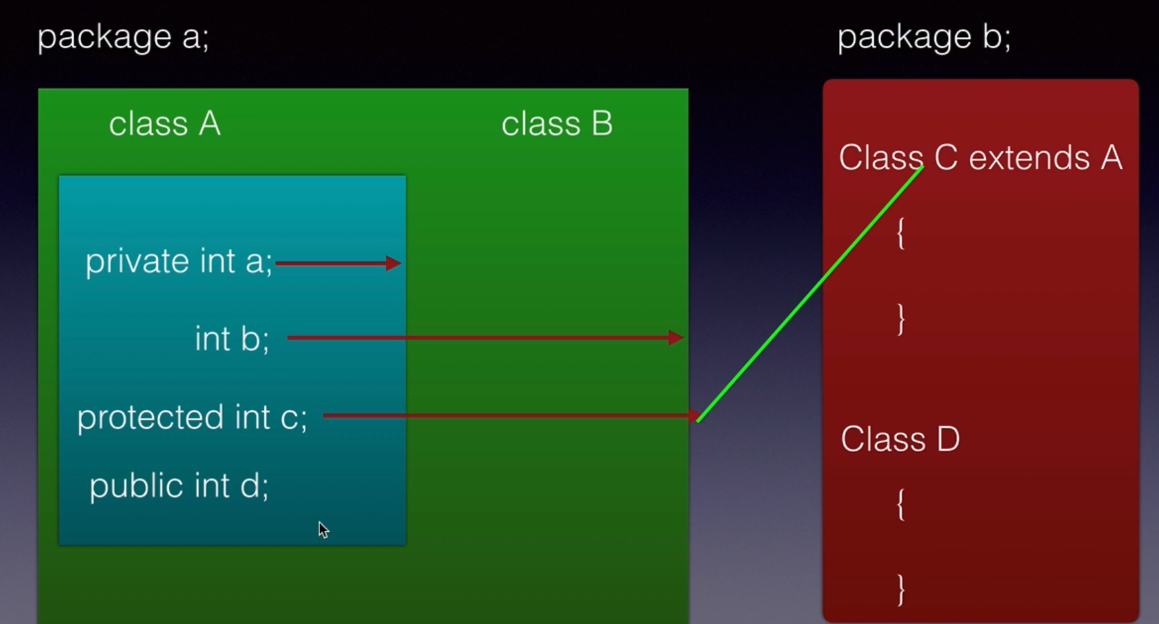 package a;
class A
class B
private int a;
int b;
protected int c;
public int d;
package b;
Class C extends A
{
}
Class D
{
}